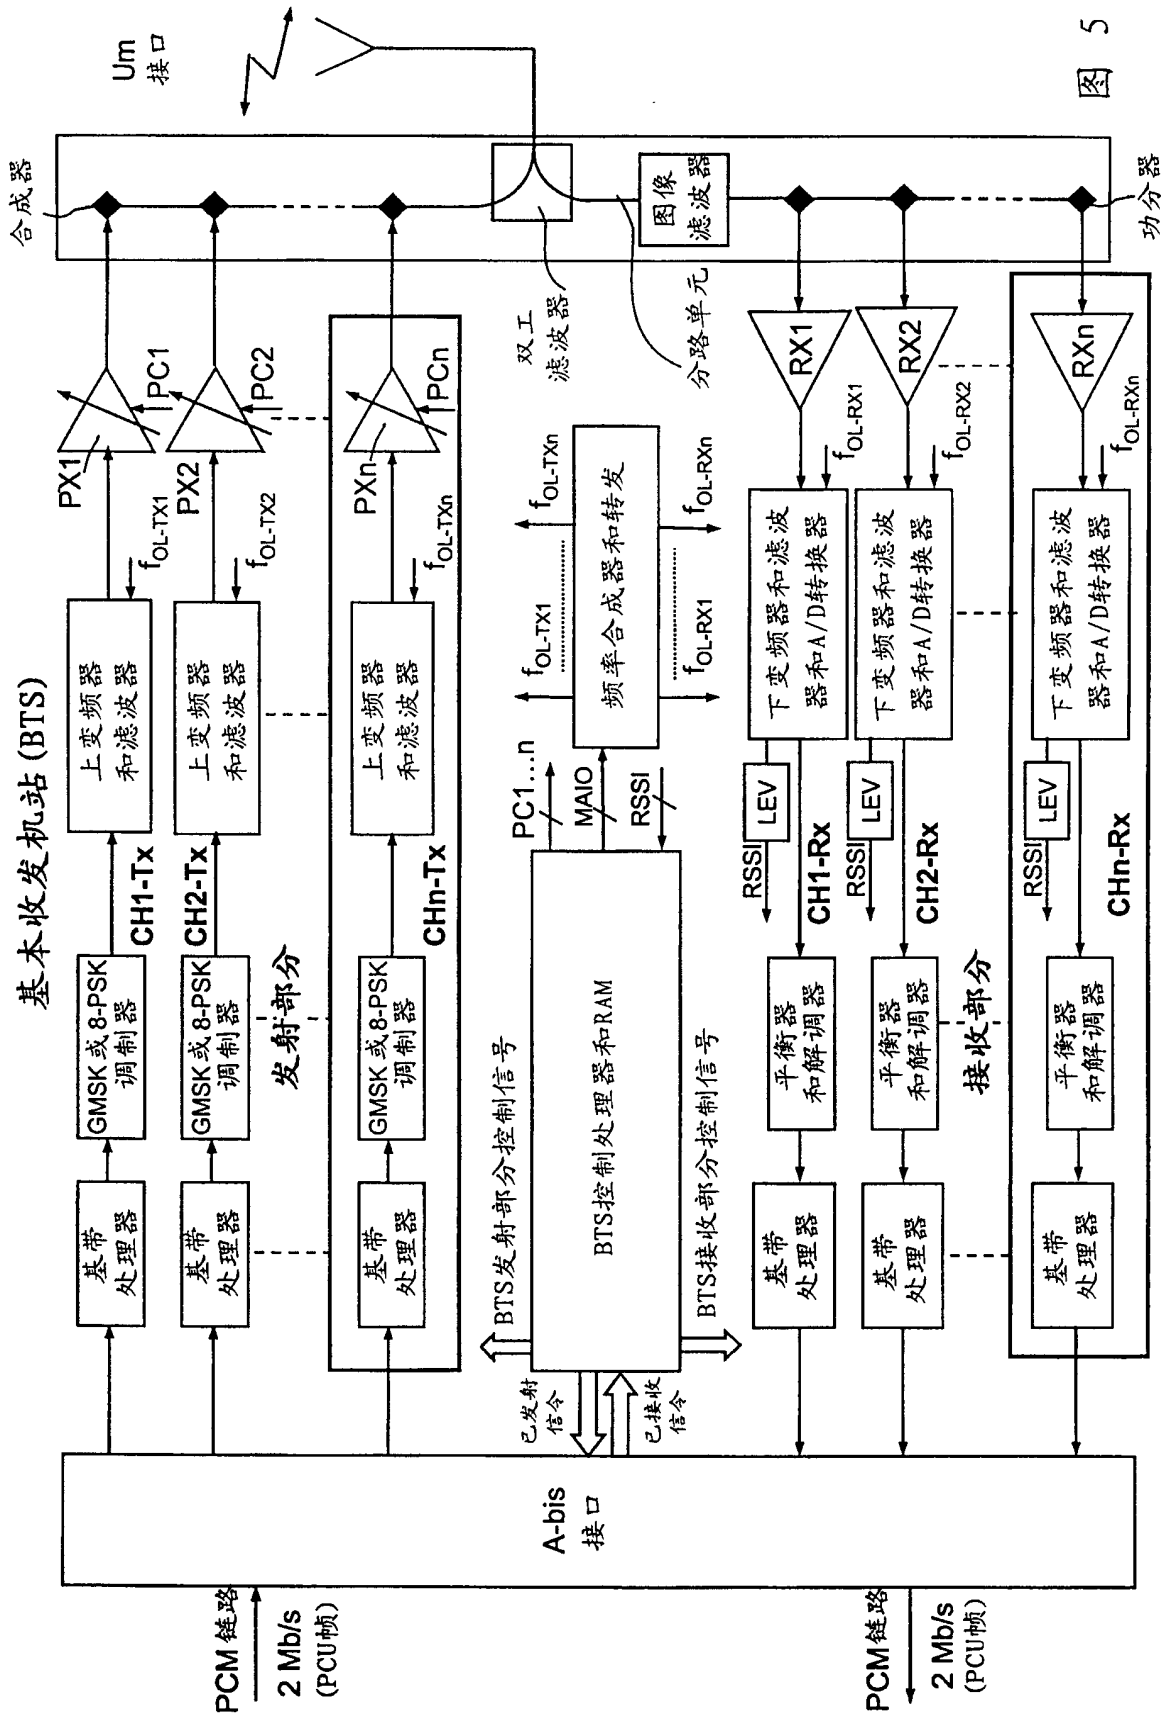 基本收发机站(BTS)
PCM 链路
2 Mb/s
(PCU帧)
PCM 链路
2 Mb/s
(PCU帧)
A-bis
接口
基带
处理器
GMSK 或 8-PSK
调制器
CH1-Tx
上变频器
和滤波器
fOL-TX1
PX1
PC1
合成器
基带
处理器
GMSK 或 8-PSK
调制器
CH2-Tx
上变频器
和滤波器
fOL-TX2
PX2
PC2
发射部分
基带
处理器
GMSK 或 8-PSK
调制器
CHn-Tx
上变频器
和滤波器
fOL-TXn
PXn
PCn
Um
接口
双工
滤波器
图像
滤波器
分路单元
功分器
已发射
信令
已接收
信令
BTS发射部分控制信号
BTS控制处理器和RAM
BTS接收部分控制信号
PC1...n
MAIO
RSSI
fOL-TX1
fOL-TXn
频率合成器和转发
fOL-RX1
fOL-RXn
基带
处理器
平衡器
和解调器
CH1-Rx
RSSI
LEV
下变频器和滤波
器和A/D转换器
fOL-RX1
RX1
基带
处理器
平衡器
和解调器
CH2-Rx
RSSI
LEV
下变频器和滤波
器和A/D转换器
fOL-RX2
RX2
接收部分
基带
处理器
平衡器
和解调器
CHn-Rx
RSSI
LEV
下变频器和滤波
器和A/D转换器
fOL-RXn
RXn
图 5